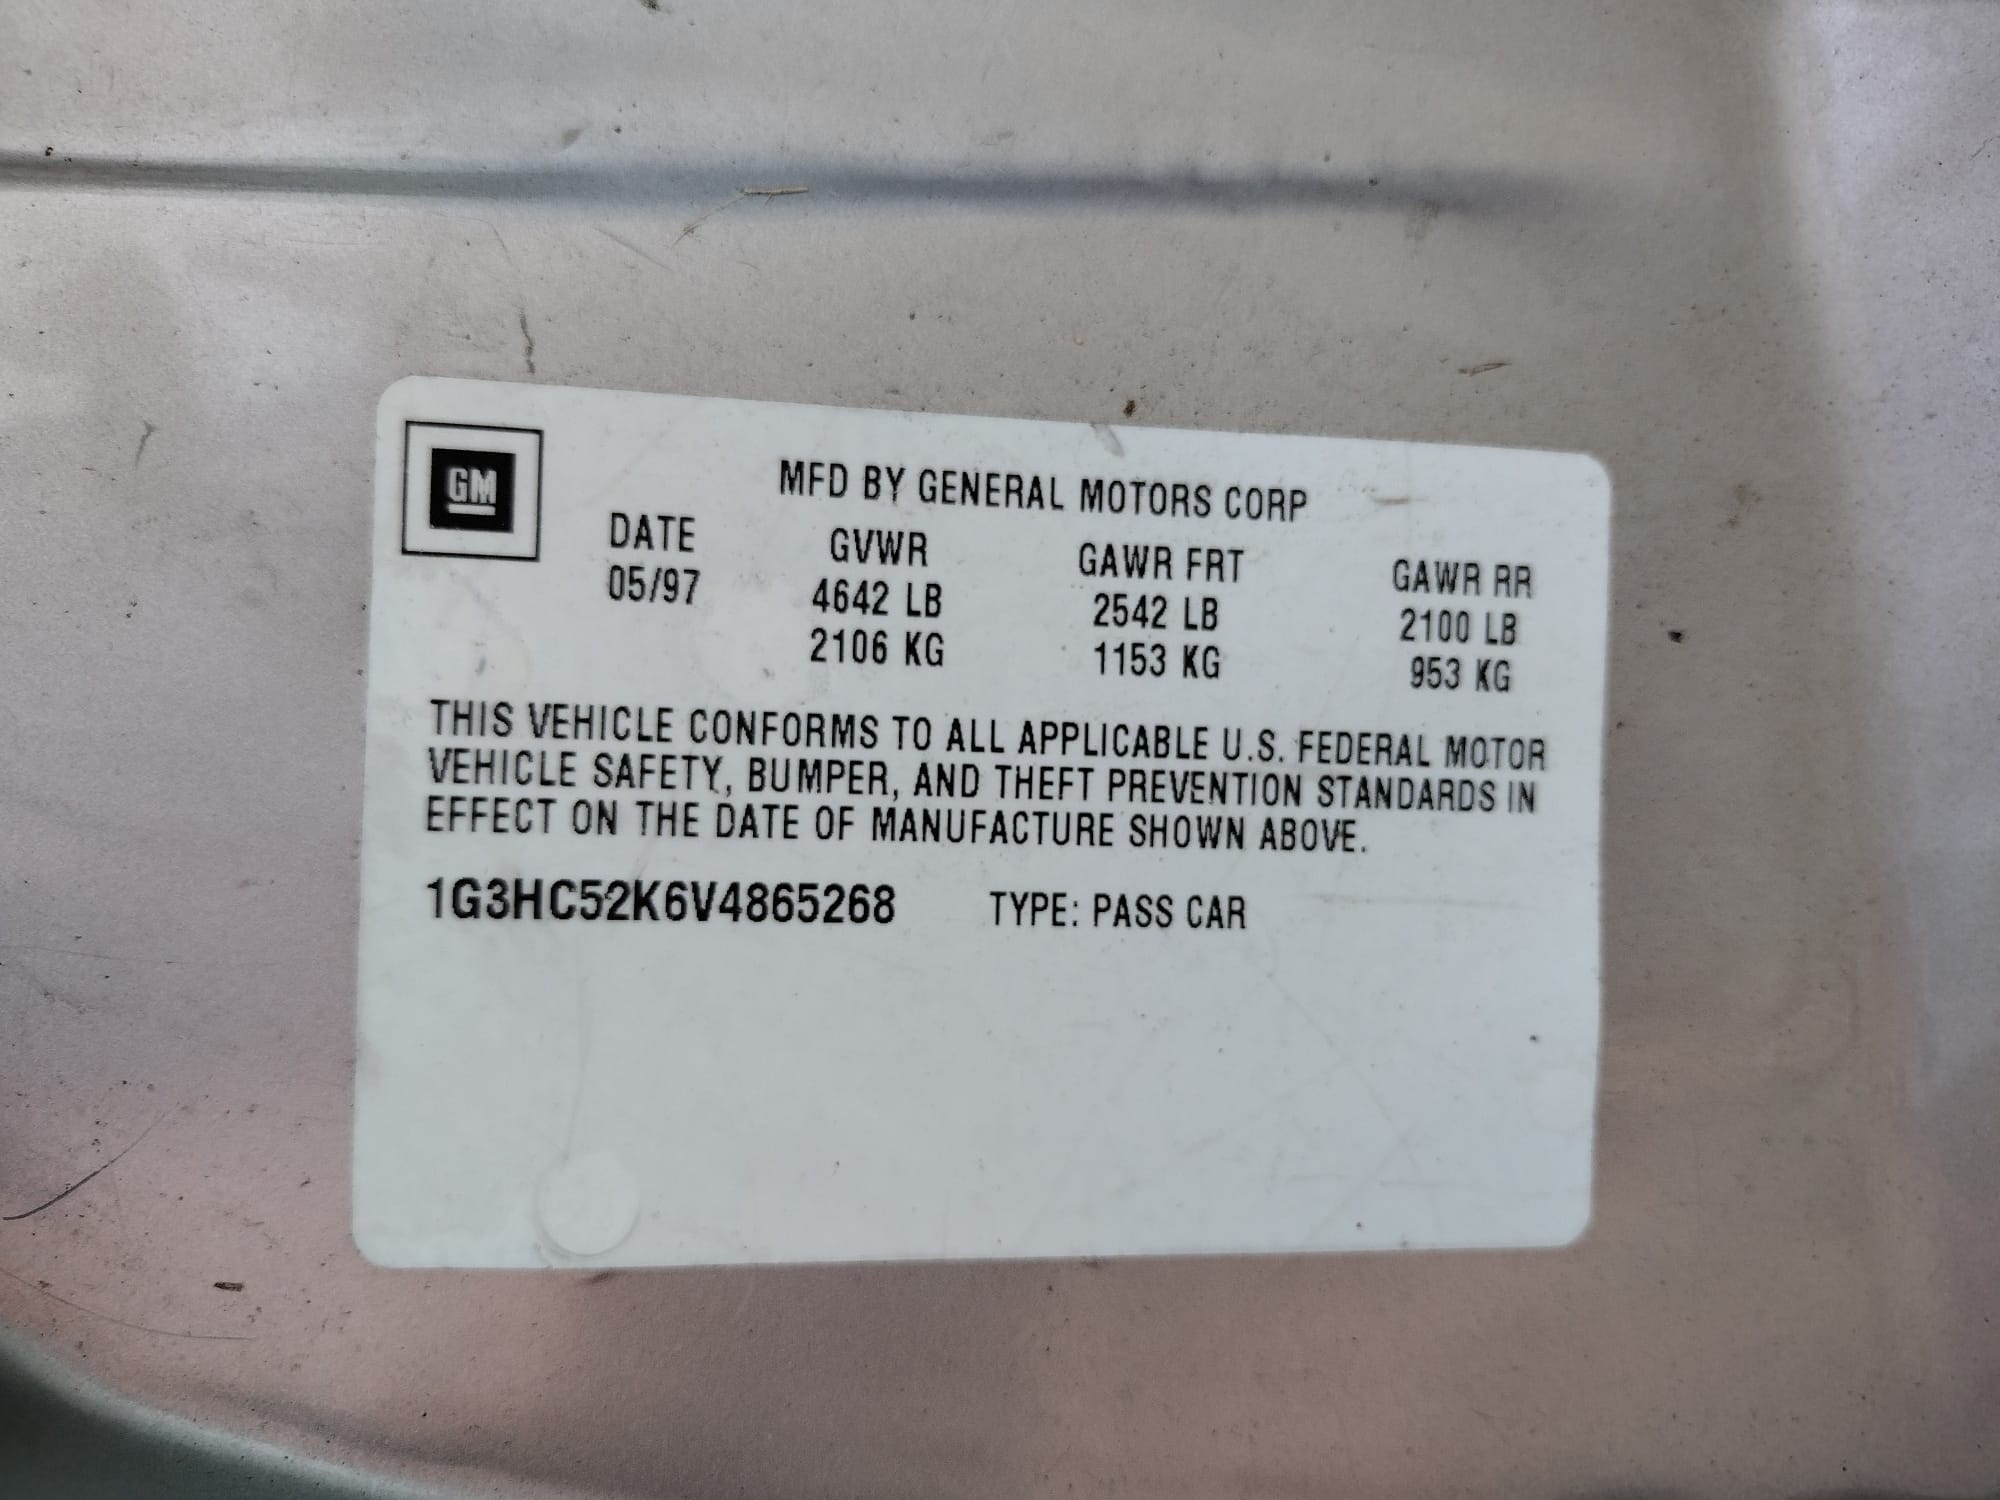 GM
MFD BY GENERAL MOTORS CORP
DATE GVWR GAWR FRT GAWR RR
05/97 4642 LB 2542 LB 2100 LB
2106 KG 1153 KG 953 KG
THIS VEHICLE CONFORMS TO ALL APPLICABLE U.S. FEDERAL MOTOR
VEHICLE SAFETY, BUMPER, AND THEFT PREVENTION STANDARDS IN
EFFECT ON THE DATE OF MANUFACTURE SHOWN ABOVE.
1G3HC52K6V4865268 TYPE: PASS CAR